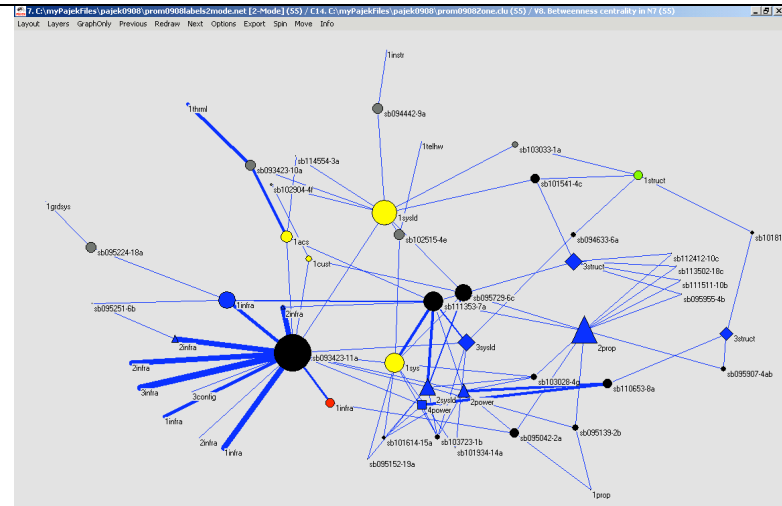 7. C:\myPajekFiles\pajek0908\prom0908labels2mode.net [2-Mode] (55) / C14. C:\myPajekFiles\pajek0908\prom0908Zone.clu (55) / V8. Betweenness centrality in N7 (55)
Layout Layers GraphOnly Previous Redraw Next Options Export Spin Move Info
1instr
1thrml
sb094442-9a
1telhw
sb103033-1a
sb114554-3a
sb093423-10a
1struct
sb101541-4c
sb102904-4f
1grdsys
1sysld
sb10181
sb094633-6a
sb102515-4e
1acs
sb095224-18a
sb112412-10c
1cust
3struct
sb113502-18c
sb111511-10b
sb095729-6c
sb095955-4b
1infra
sb111353-7a
sb095251-6b
2infra
3struct
2infra
3sysld
2prop
sb093423-11a
2infra
1sys
sb095907-4ab
3infra
3config
sb103028-4d
sb110653-8a
2sysld
2power
1infra
1infra
4power
sb095139-2b
2infra
sb101614-15a
sb103723-1b
sb095042-2a
1infra
sb101934-14a
sb095152-19a
1prop